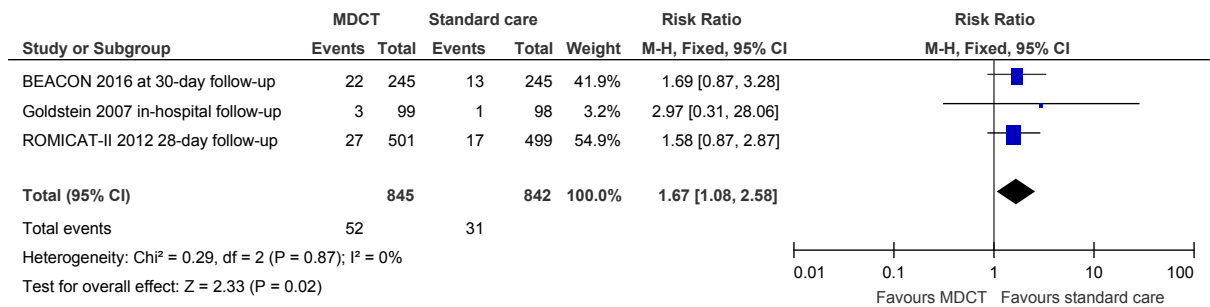 MDCT Standard care Risk Ratio Risk Ratio
Study or Subgroup Events Total Events Total Weight M-H, Fixed, 95% CI M-H, Fixed, 95% CI
BEACON 2016 at 30-day follow-up 22 245 13 245 41.9% 1.69 [0.87, 3.28]
Goldstein 2007 in-hospital follow-up 3 99 1 98 3.2% 2.97 [0.31, 28.06]
ROMICAT-II 2012 28-day follow-up 27 501 17 499 54.9% 1.58 [0.87, 2.87]
Total (95% CI) 845 842 100.0% 1.67 [1.08, 2.58]
Total events 52 31
Heterogeneity: Chi² = 0.29, df = 2 (P = 0.87); I² = 0%
Test for overall effect: Z = 2.33 (P = 0.02)
0.01 0.1 1 10 100
Favours MDCT Favours standard care